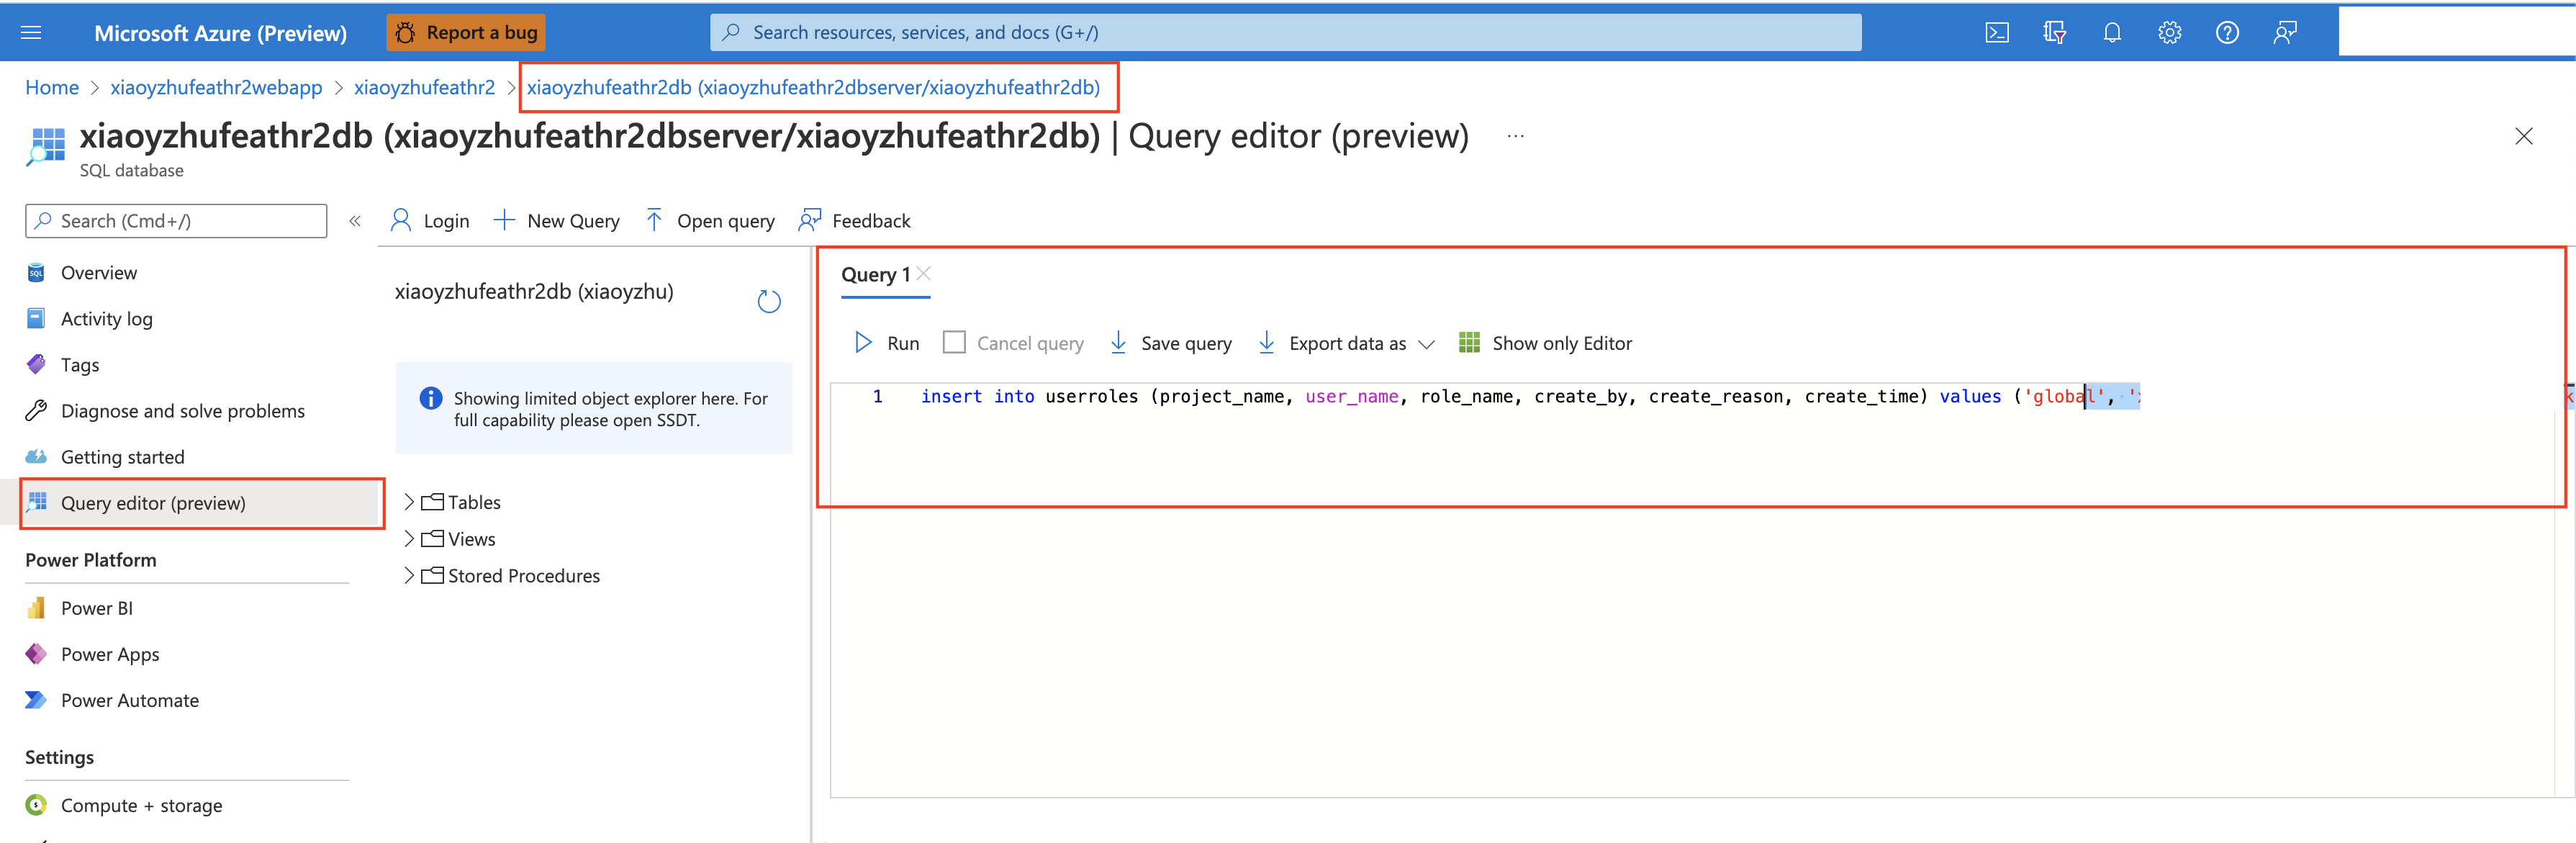 Microsoft Azure (Preview)
Report a bug
Search resources, services, and docs (G+/)
Home > xiaoyzhufeathr2webapp > xiaoyzhufeathr2 > xiaoyzhufeathr2db (xiaoyzhufeathr2dbserver/xiaoyzhufeathr2db)
xiaoyzhufeathr2db (xiaoyzhufeathr2dbserver/xiaoyzhufeathr2db) | Query editor (preview) ...
SQL database
Search (Cmd+/)
«
Login
New Query
Open query
Feedback
Overview
Activity log
Tags
Diagnose and solve problems
Getting started
Query editor (preview)
Power Platform
Power BI
Power Apps
Power Automate
Settings
Compute + storage
xiaoyzhufeathr2db (xiaoyzhu)
Showing limited object explorer here. For
full capability please open SSDT.
Tables
Views
Stored Procedures
Query 1
Run
Cancel query
Save query
Export data as
Show only Editor
1 insert into userroles (project_name, user_name, role_name, create_by, create_reason, create_time) values ('global', '